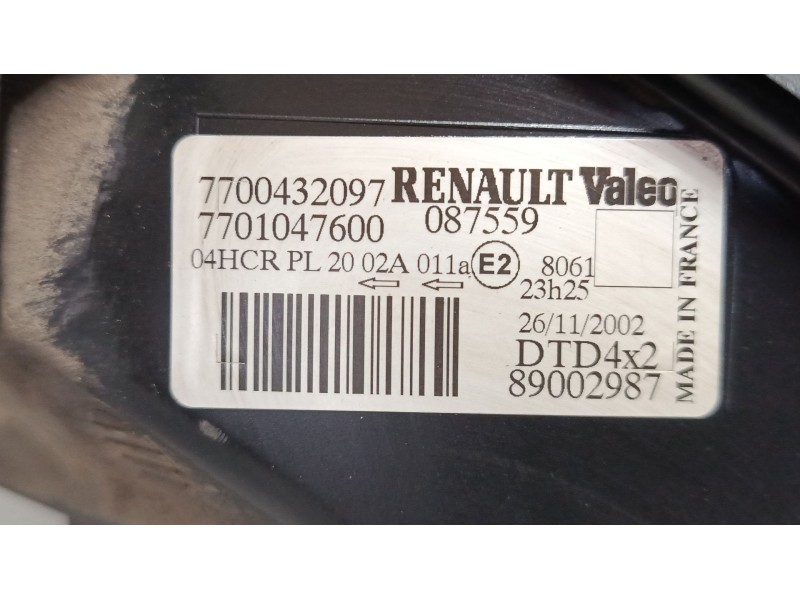 7700432097 RENAULT Valeo
7701047600 087559
04HCR PL 20 02A 011a E2 8061
23h25
26/11/2002
DTD4x2
89002987
MADE IN FRANCE